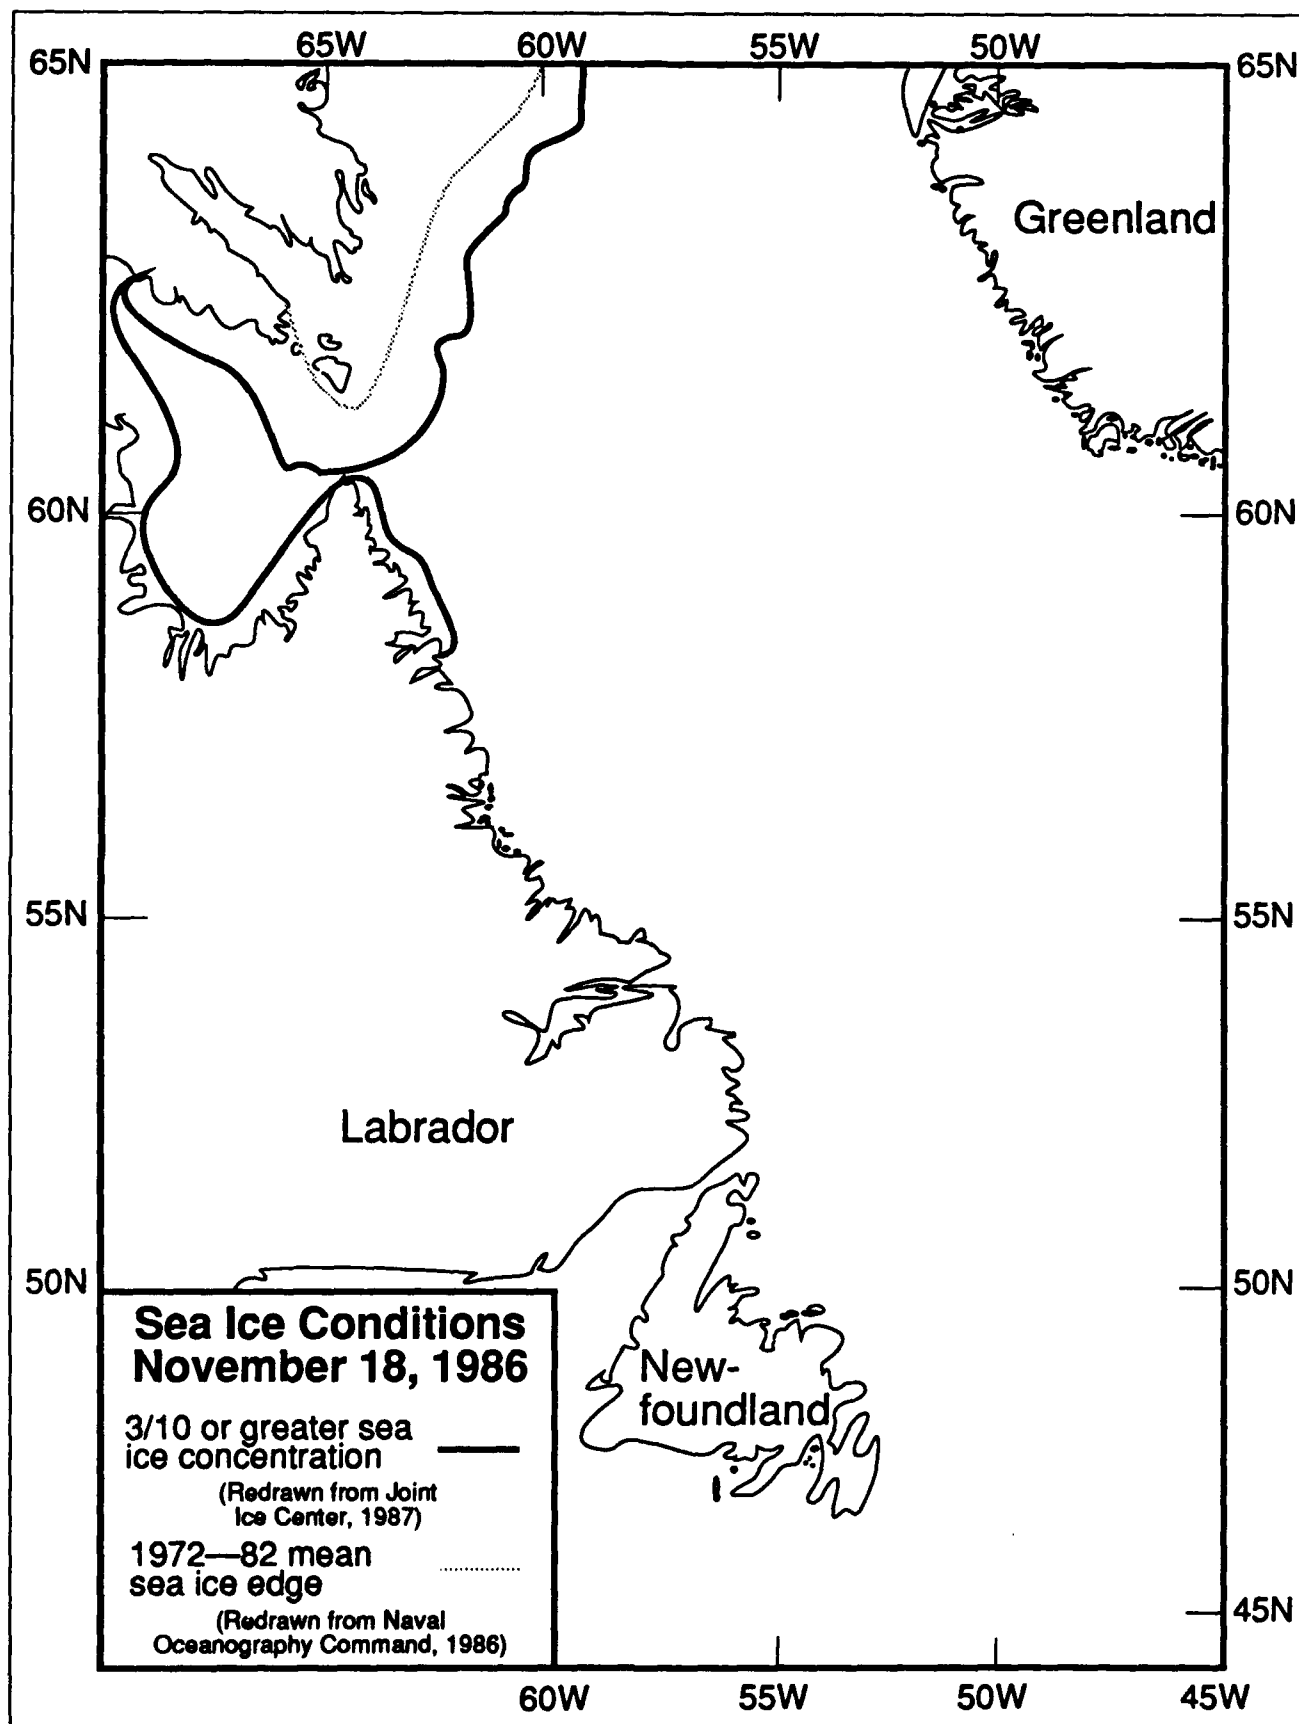 65W 60W 55W 50W
65N 65N
Greenland
60N 60N
55N 55N
Labrador
50N 50N
Sea Ice Conditions
November 18, 1986
3/10 or greater sea
ice concentration
(Redrawn from Joint
Ice Center, 1987)
1972—82 mean
sea ice edge
(Redrawn from Naval
Oceanography Command, 1986)
New-
foundland
45N
60W 55W 50W 45W